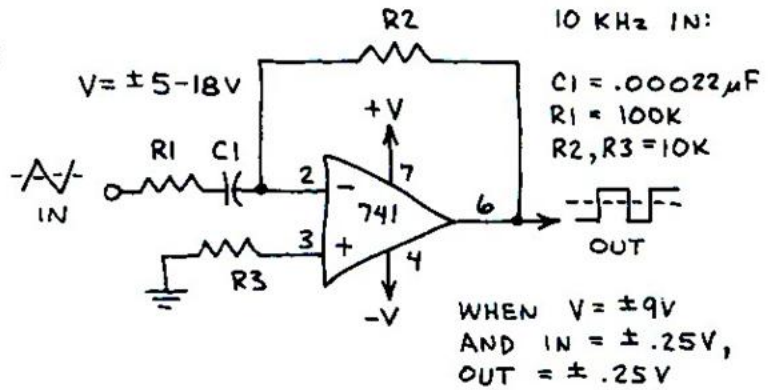 R2
10 KHz IN:
V= ±5-18V
C1 = .00022µF
R1 = 100K
R2, R3 = 10K
+V
R1 C1
2
-
7
741
6
IN
OUT
3
+
4
R3
-V
WHEN V = ±9V
AND IN = ±.25V,
OUT = ±.25V